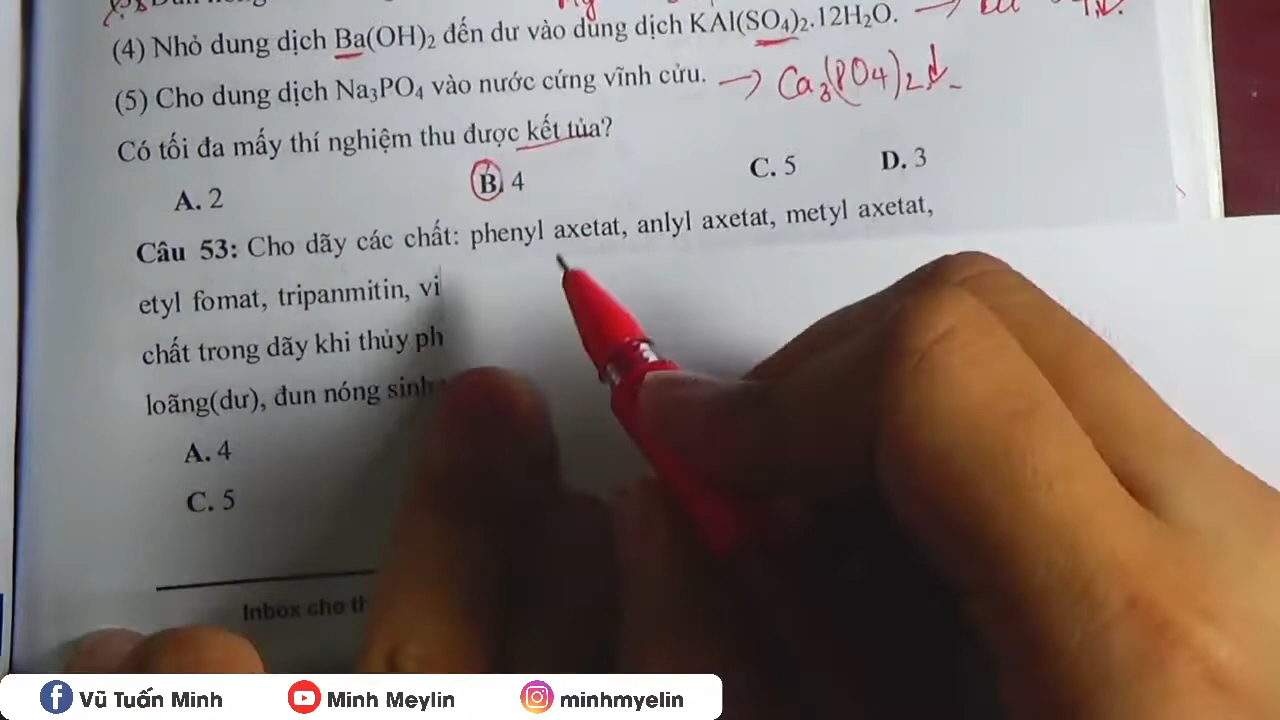 (4) Nhỏ dung dịch Ba(OH)₂ đến dư vào dung dịch KAl(SO₄)₂.12H₂O. →
(5) Cho dung dịch Na₃PO₄ vào nước cứng vĩnh cửu. → Ca₃(PO₄)₂↓
Có tối đa mấy thí nghiệm thu được kết tủa?
A. 2 B. 4 C. 5 D. 3
Câu 53: Cho dãy các chất: phenyl axetat, anlyl axetat, metyl axetat,
etyl fomat, tripanmitin, vi
chất trong dãy khi thủy ph
loãng(dư), đun nóng sinh
A. 4
C. 5
Inbox cho th
Vũ Tuấn Minh Minh Meylin minhmyelin